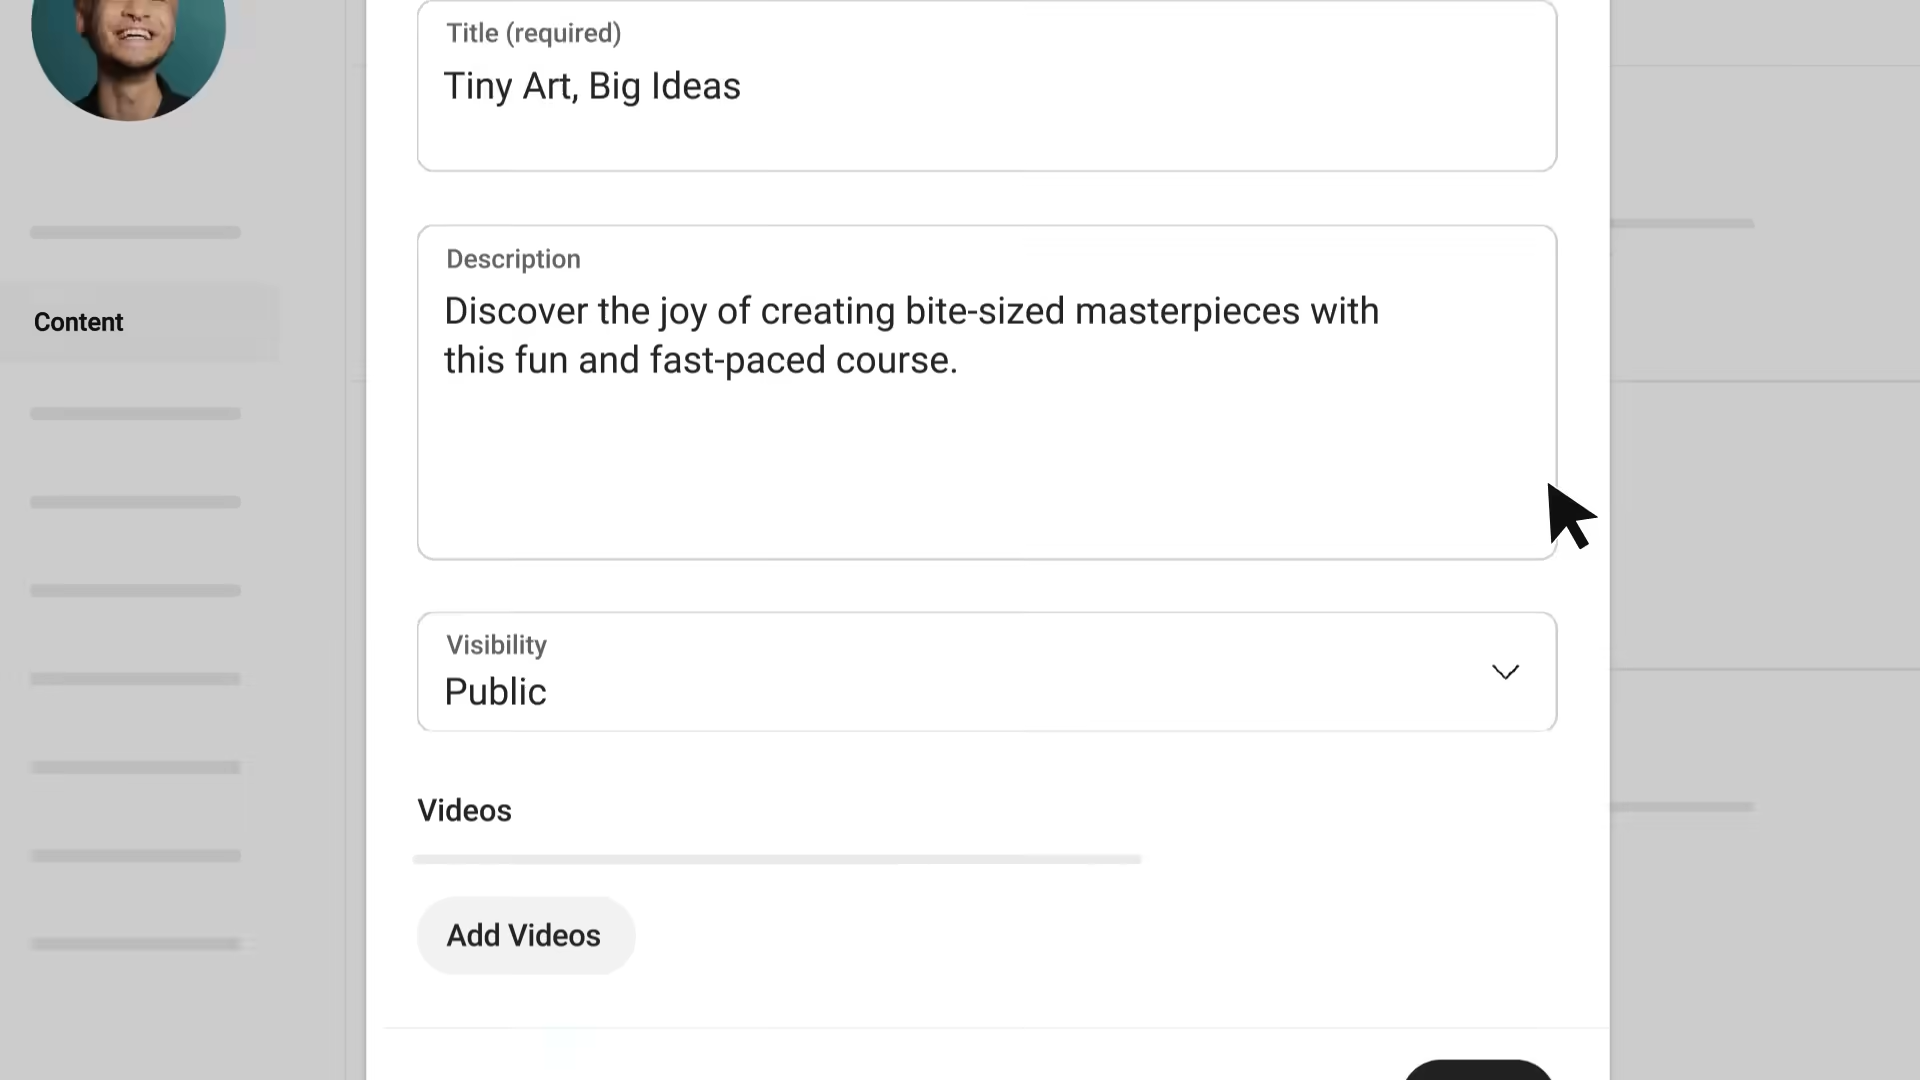 Title (required)
Tiny Art, Big Ideas
Description
Discover the joy of creating bite-sized masterpieces with
this fun and fast-paced course.
Content
Visibility
Public
Videos
Add Videos